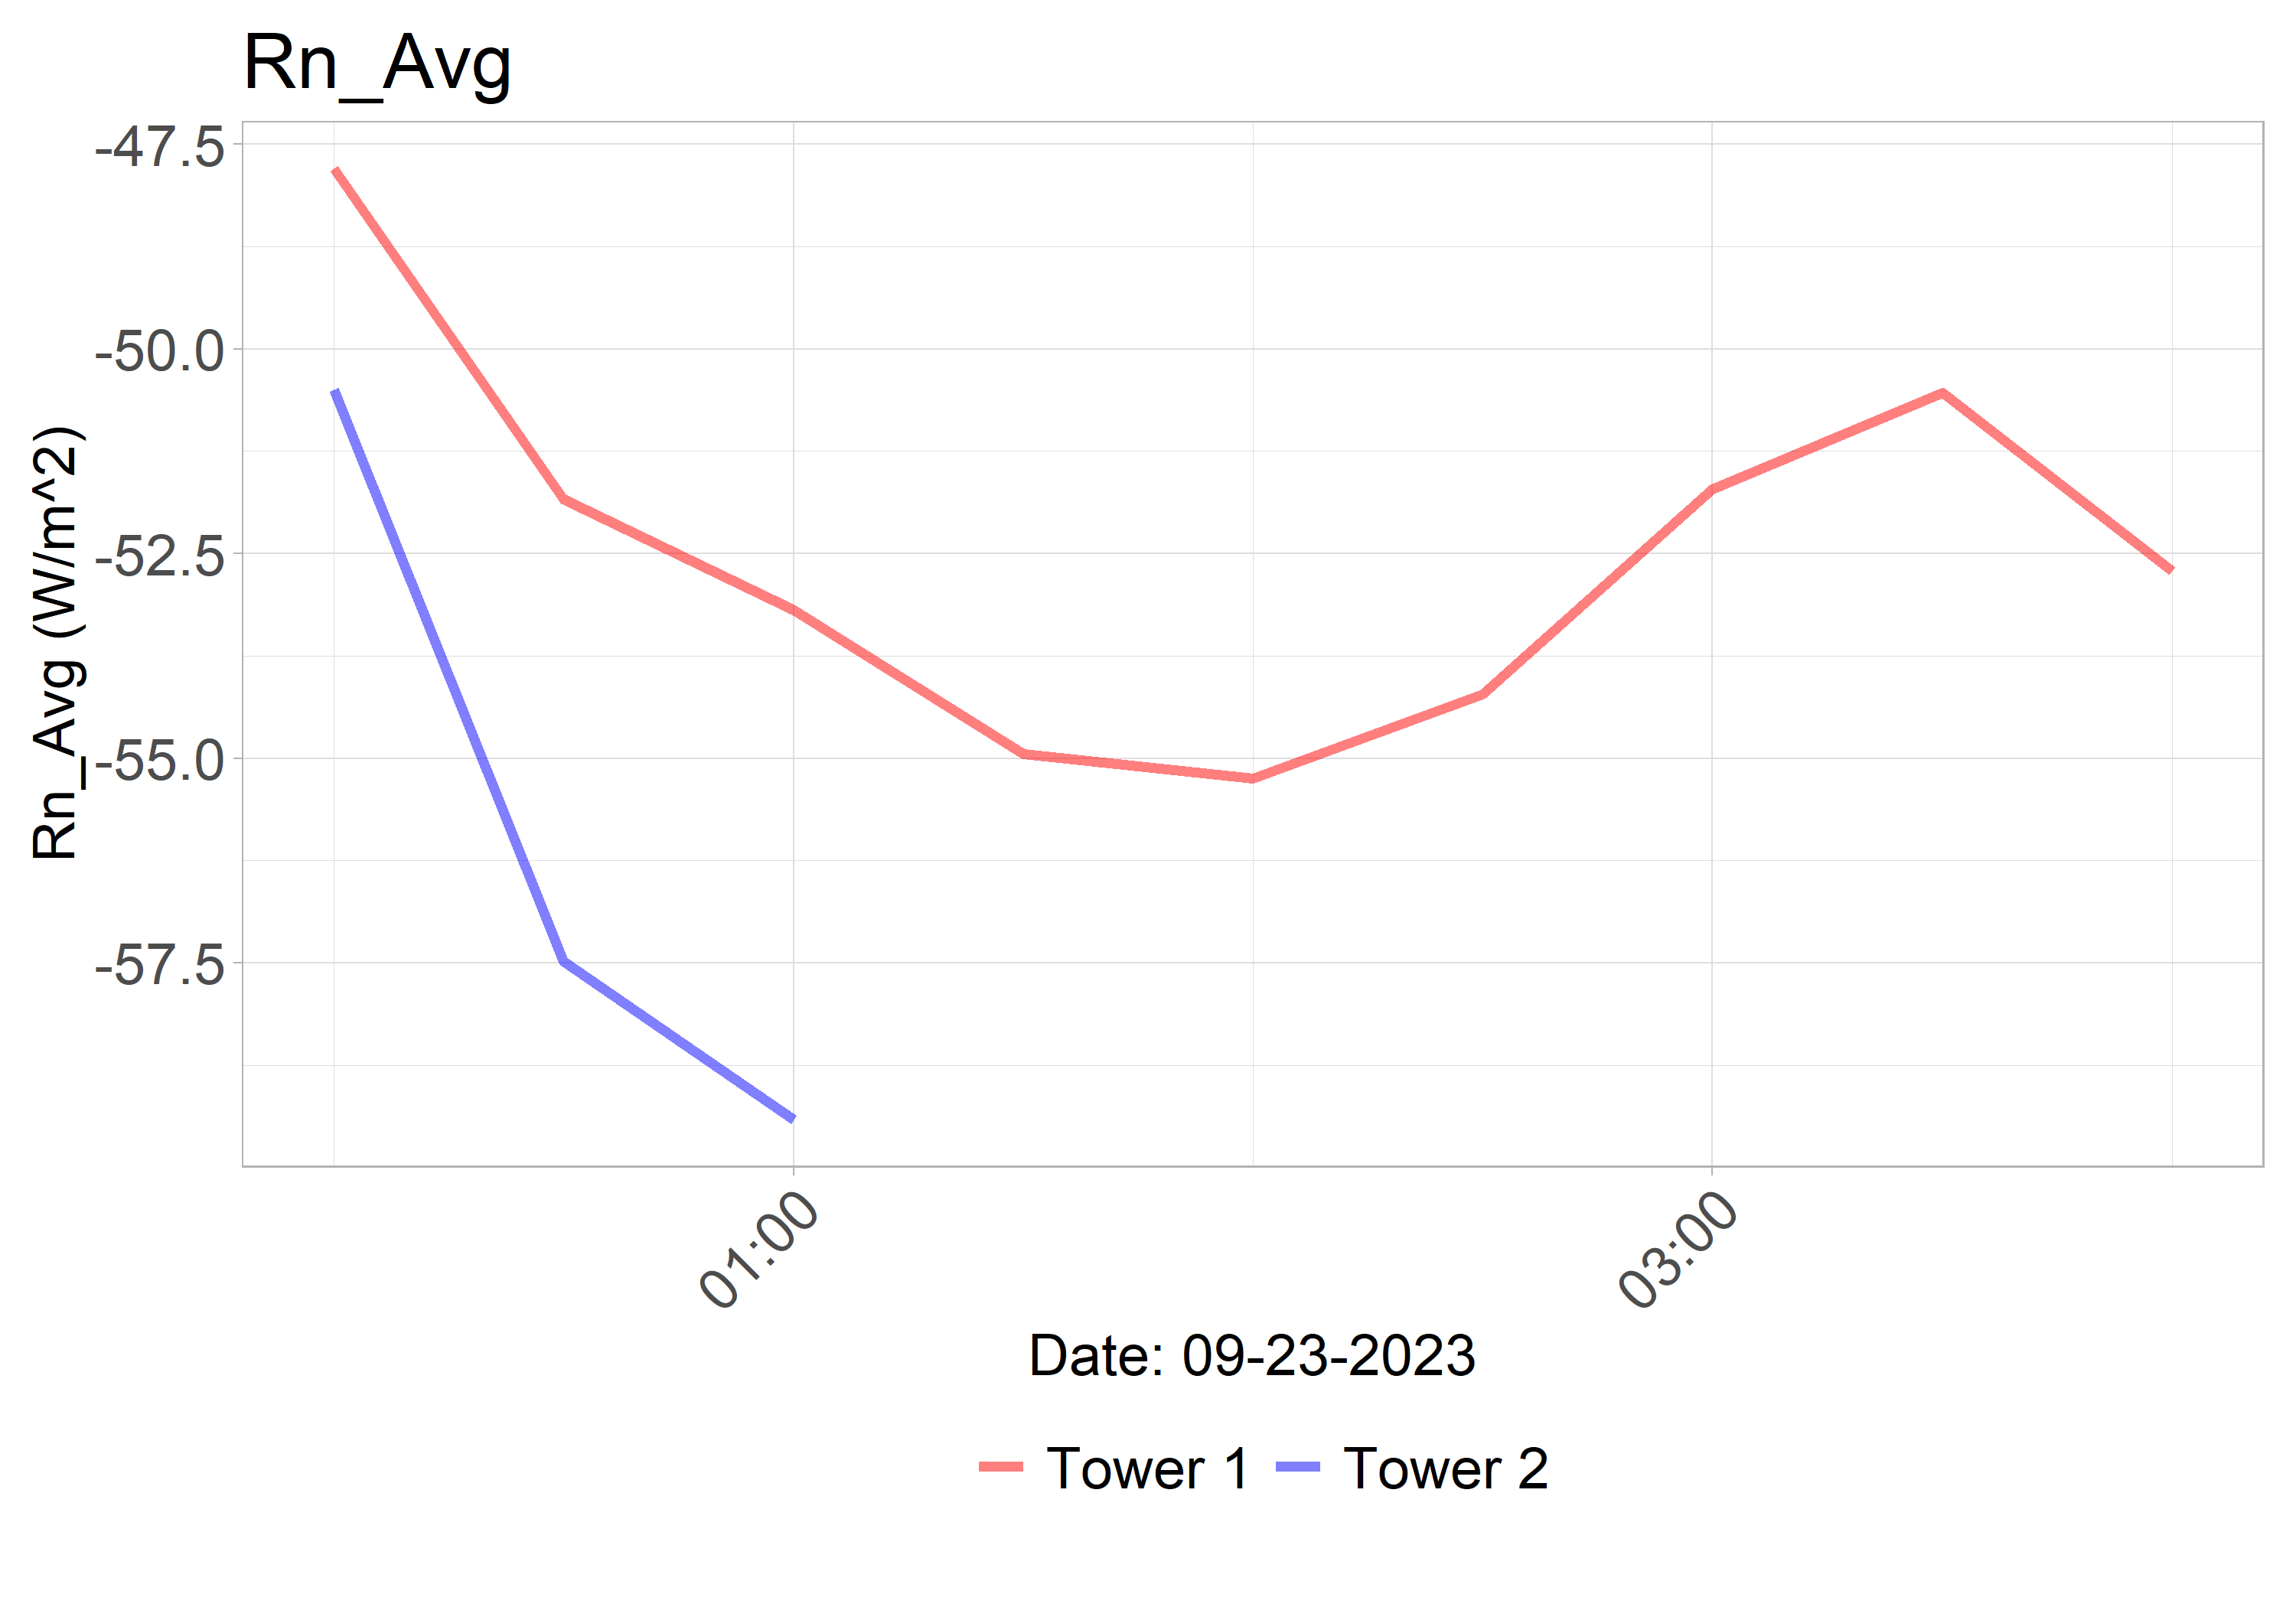 Rn_Avg
Rn_Avg (W/m^2)
-47.5
-50.0
-52.5
-55.0
-57.5
01:00
03:00
Date: 09-23-2023
Tower 1
Tower 2